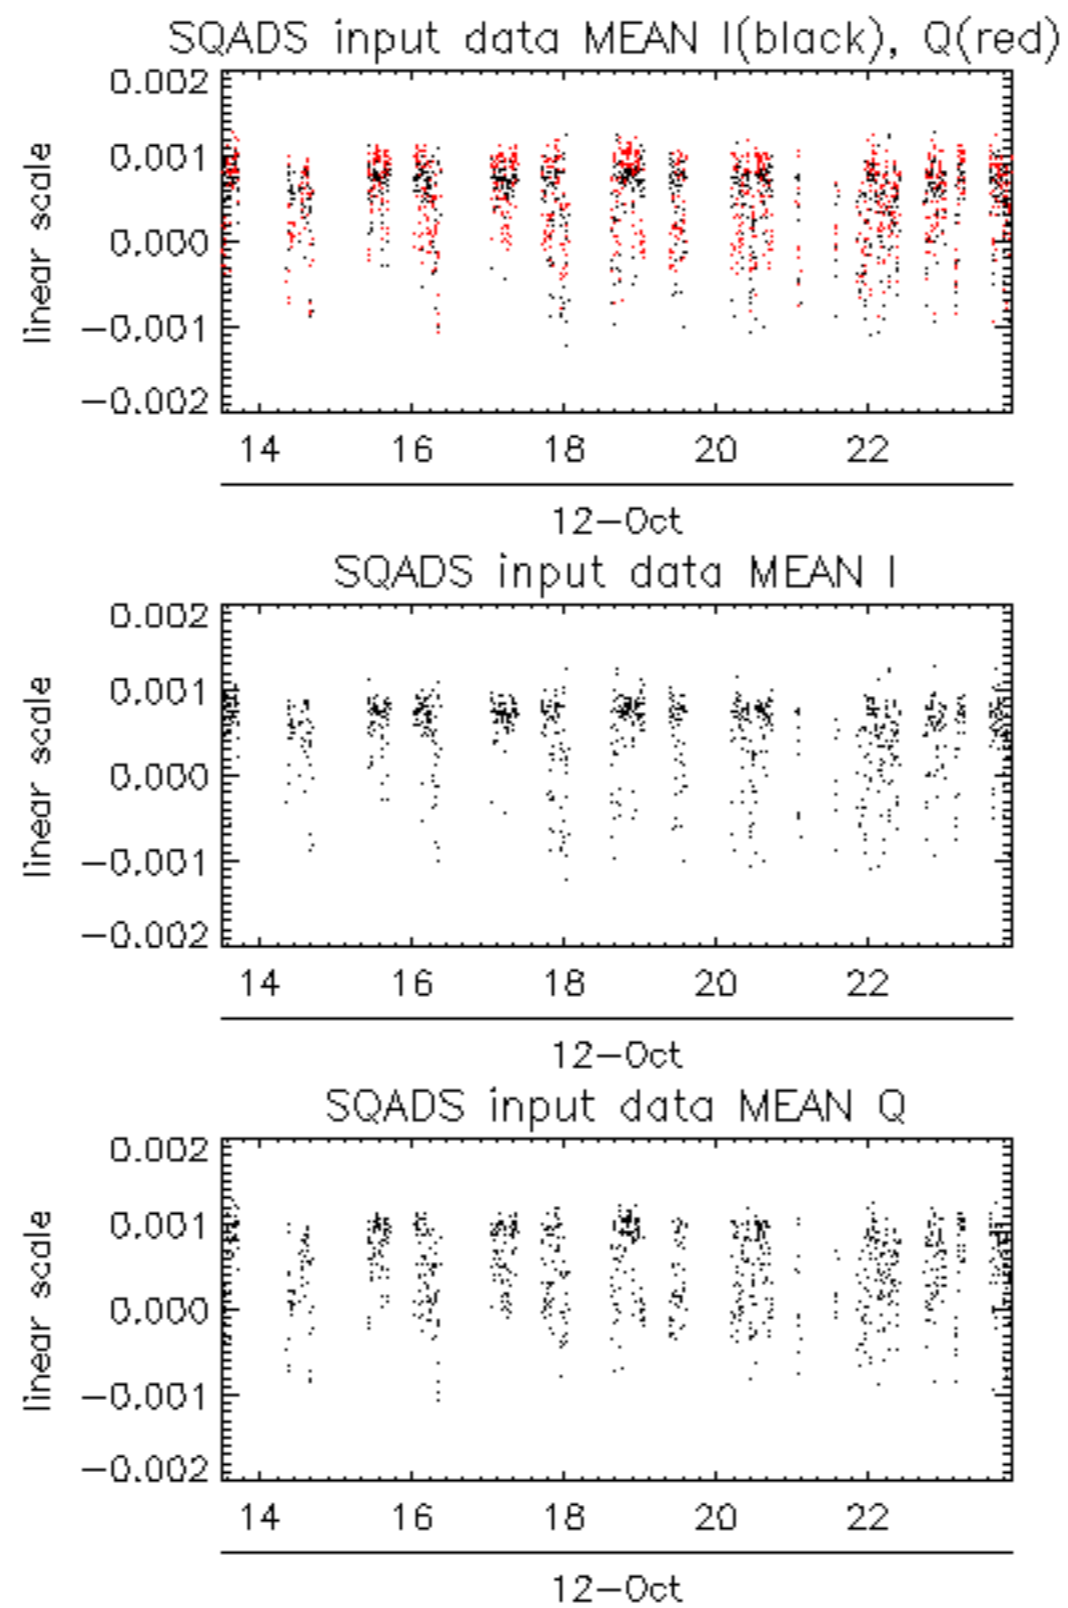 SQADS input data MEAN I(black), Q(red)
0.002
0.001
0.000
−0.001
−0.002
linear scale
14 16 18 20 22
12−Oct
SQADS input data MEAN I
0.002
0.001
0.000
−0.001
−0.002
linear scale
14 16 18 20 22
12−Oct
SQADS input data MEAN Q
0.002
0.001
0.000
−0.001
−0.002
linear scale
14 16 18 20 22
12−Oct